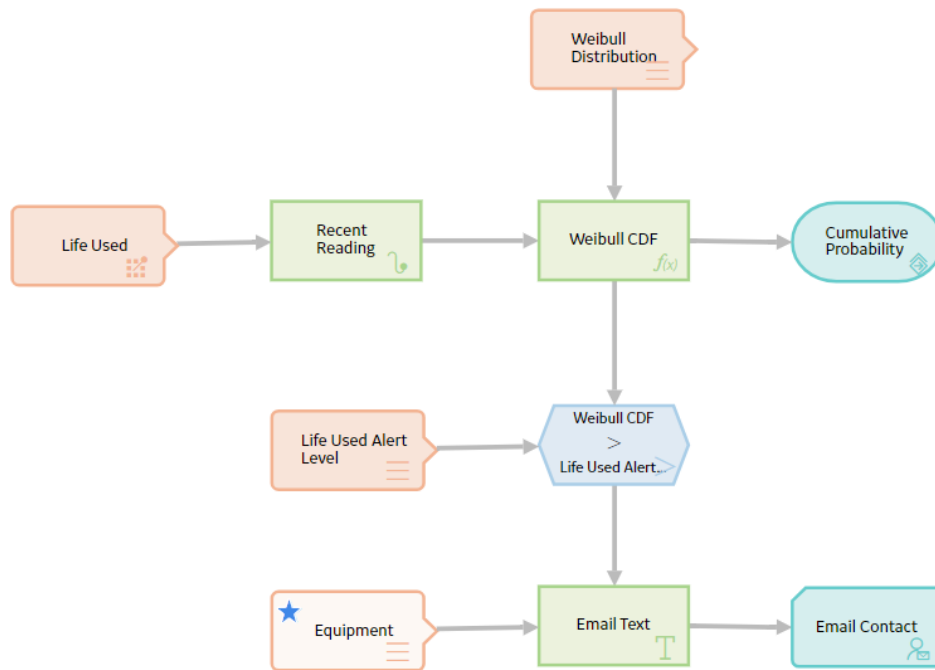 Weibull
Distribution
Life Used
Recent
Reading
Weibull CDF
f(x)
Cumulative
Probability
Life Used Alert
Level
Weibull CDF
>
Life Used Alert...
Equipment
Email Text
T
Email Contact